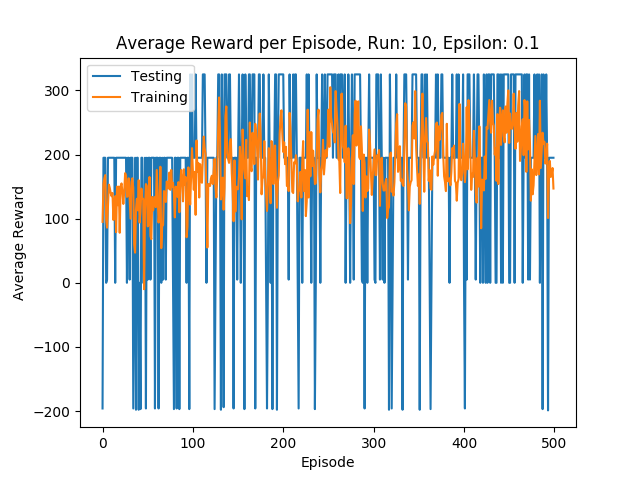 Average Reward per Episode, Run: 10, Epsilon: 0.1
Testing
Training
Average Reward
300
200
100
0
−100
−200
0
100
200
300
400
500
Episode